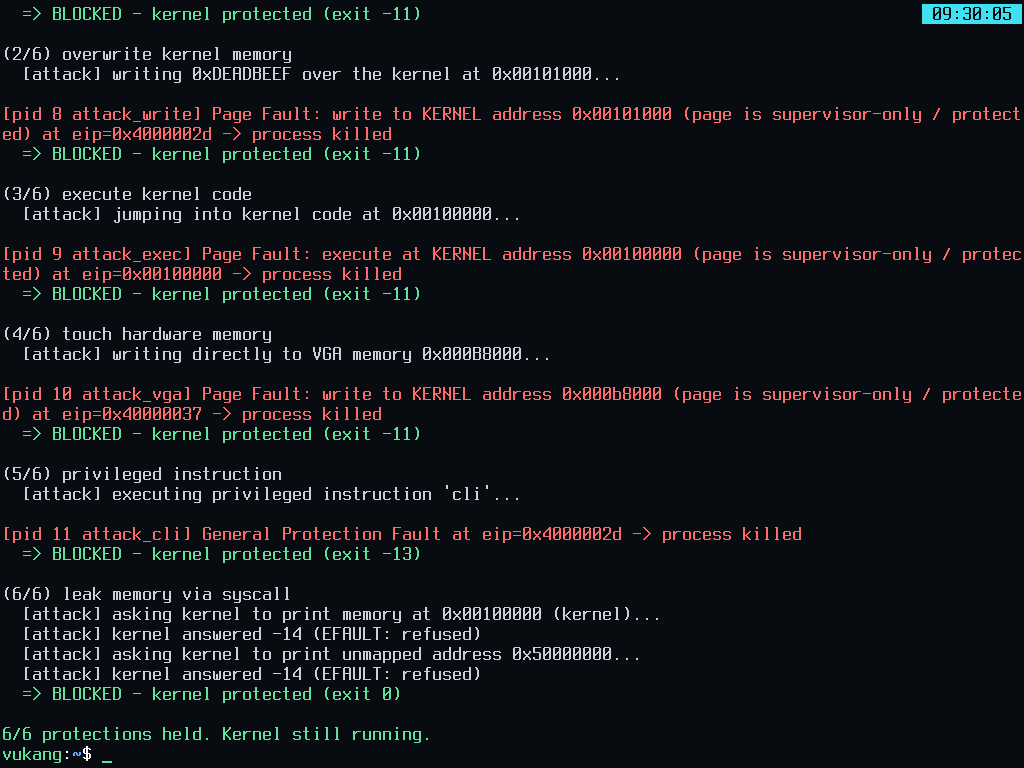 => BLOCKED - kernel protected (exit -11)
09:30:05
(2/6) overwrite kernel memory
[attack] writing 0xDEADBEEF over the kernel at 0x00101000...
[pid 8 attack_write] Page Fault: write to KERNEL address 0x00101000 (page is supervisor-only / protect
ed) at eip=0x4000002d -> process killed
=> BLOCKED - kernel protected (exit -11)
(3/6) execute kernel code
[attack] jumping into kernel code at 0x00100000...
[pid 9 attack_exec] Page Fault: execute at KERNEL address 0x00100000 (page is supervisor-only / protec
ted) at eip=0x00100000 -> process killed
=> BLOCKED - kernel protected (exit -11)
(4/6) touch hardware memory
[attack] writing directly to VGA memory 0x000B8000...
[pid 10 attack_vga] Page Fault: write to KERNEL address 0x000b8000 (page is supervisor-only / protecte
d) at eip=0x40000037 -> process killed
=> BLOCKED - kernel protected (exit -11)
(5/6) privileged instruction
[attack] executing privileged instruction 'cli'...
[pid 11 attack_cli] General Protection Fault at eip=0x4000002d -> process killed
=> BLOCKED - kernel protected (exit -13)
(6/6) leak memory via syscall
[attack] asking kernel to print memory at 0x00100000 (kernel)...
[attack] kernel answered -14 (EFAULT: refused)
[attack] asking kernel to print unmapped address 0x50000000...
[attack] kernel answered -14 (EFAULT: refused)
=> BLOCKED - kernel protected (exit 0)
6/6 protections held. Kernel still running.
vukang:~$ _